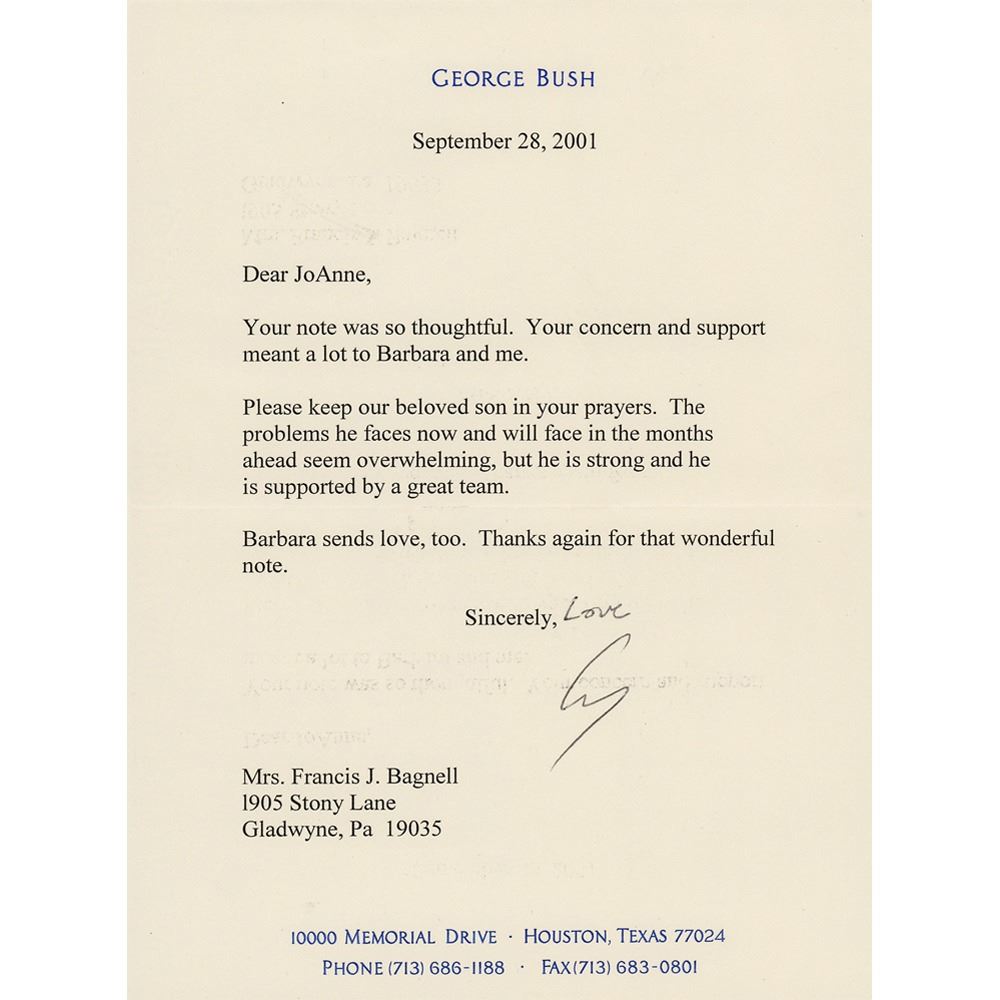 GEORGE BUSH
September 28, 2001
Dear JoAnne,
Your note was so thoughtful.  Your concern and support
meant a lot to Barbara and me.
Please keep our beloved son in your prayers.  The
problems he faces now and will face in the months
ahead seem overwhelming, but he is strong and he
is supported by a great team.
Barbara sends love, too.  Thanks again for that wonderful
note.
Sincerely, Love
Mrs. Francis J. Bagnell
l905 Stony Lane
Gladwyne, Pa  19035
10000 MEMORIAL DRIVE · HOUSTON, TEXAS 77024
PHONE (713) 686-1188 · FAX (713) 683-0801